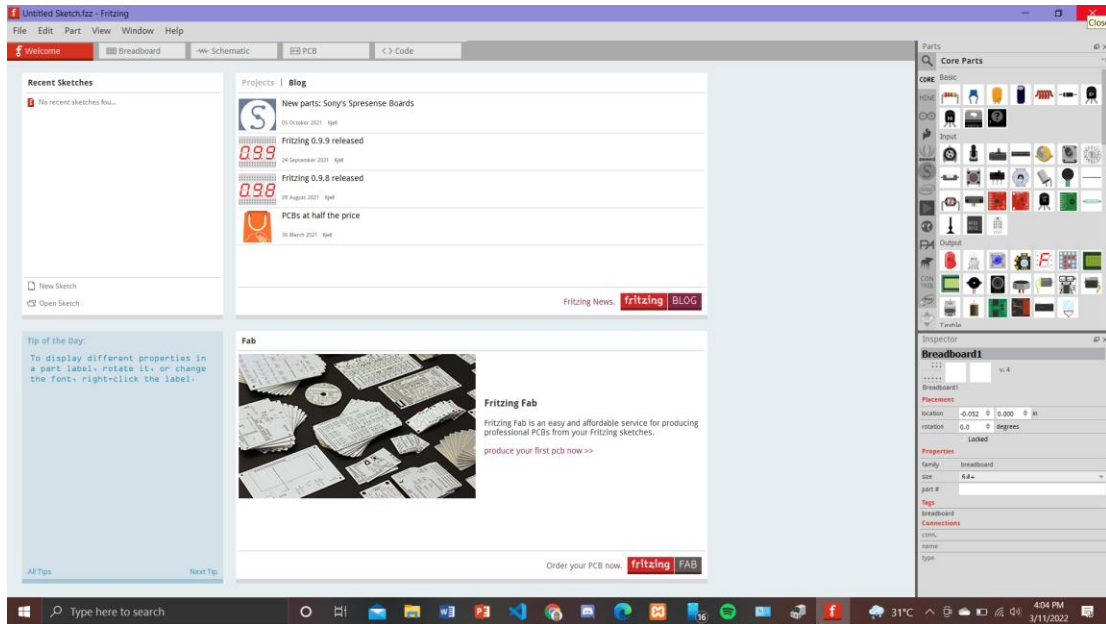 Untitled Sketch.fzz - Fritzing
Close
File Edit Part View Window Help
Welcome Breadboard Schematic PCB Code
Recent Sketches
No recent sketches fou...
New Sketch
Open Sketch
Projects | Blog
New parts: Sony's Spresense Boards
05 October 2021 Kjell
Fritzing 0.9.9 released
24 September 2021 Kjell
Fritzing 0.9.8 released
09 August 2021 Kjell
PCBs at half the price
30 March 2021 Kjell
Fritzing News. fritzing BLOG
Tip of the Day:
To display different properties in
a part label, rotate it, or change
the font, right-click the label.
All Tips Next Tip
Fab
Fritzing Fab
Fritzing Fab is an easy and affordable service for producing
professional PCBs from your Fritzing sketches.
produce your first pcb now >>
Order your PCB now. fritzing FAB
Parts
Core Parts
CORE
MINE
Basic
Input
Output
Textile
Inspector
Breadboard1
v. 4
Breadboard1
Placement
location -0.052 0.000 in
rotation 0.0 degrees
Locked
Properties
family breadboard
size full+
part #
Tags
breadboard
Connections
conn.
name
type
Type here to search
16
31°C
4:04 PM
3/11/2022